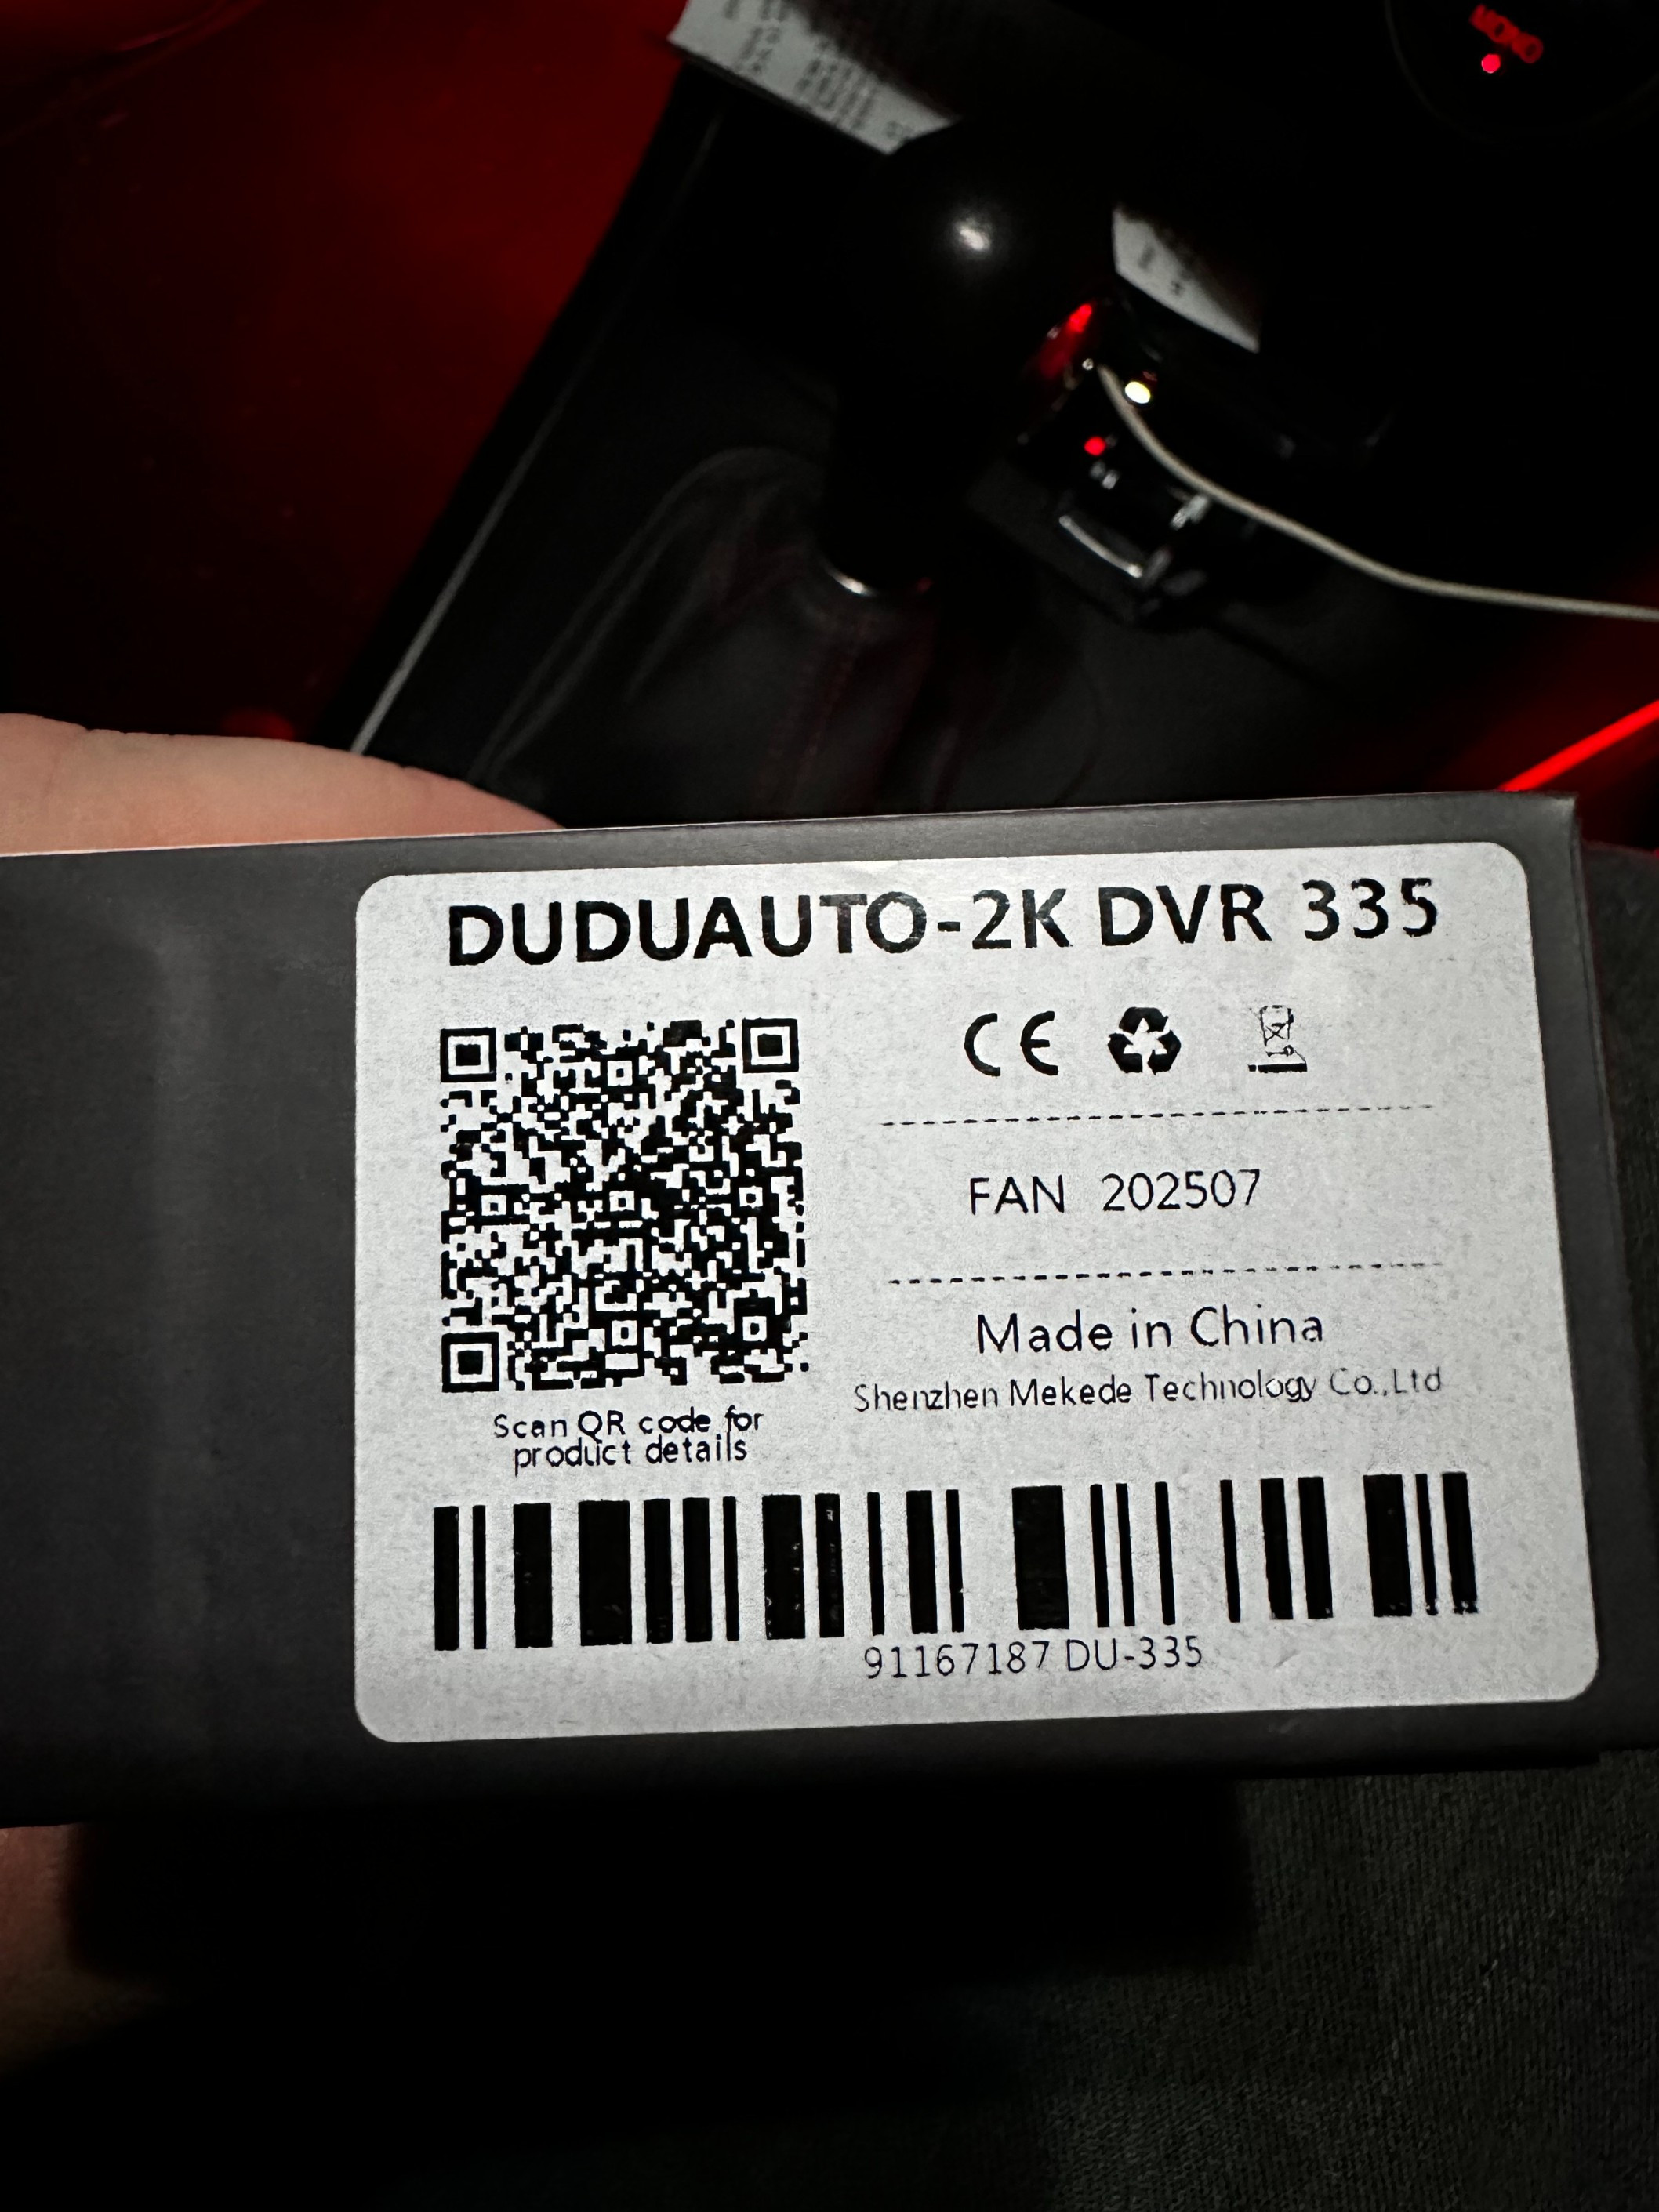 MONO
DUDUAUTO-2K DVR 335
CE
FAN 202507
Made in China
Shenzhen Mekede Technology Co.,Ltd
Scan QR code for
product details
91167187 DU-335